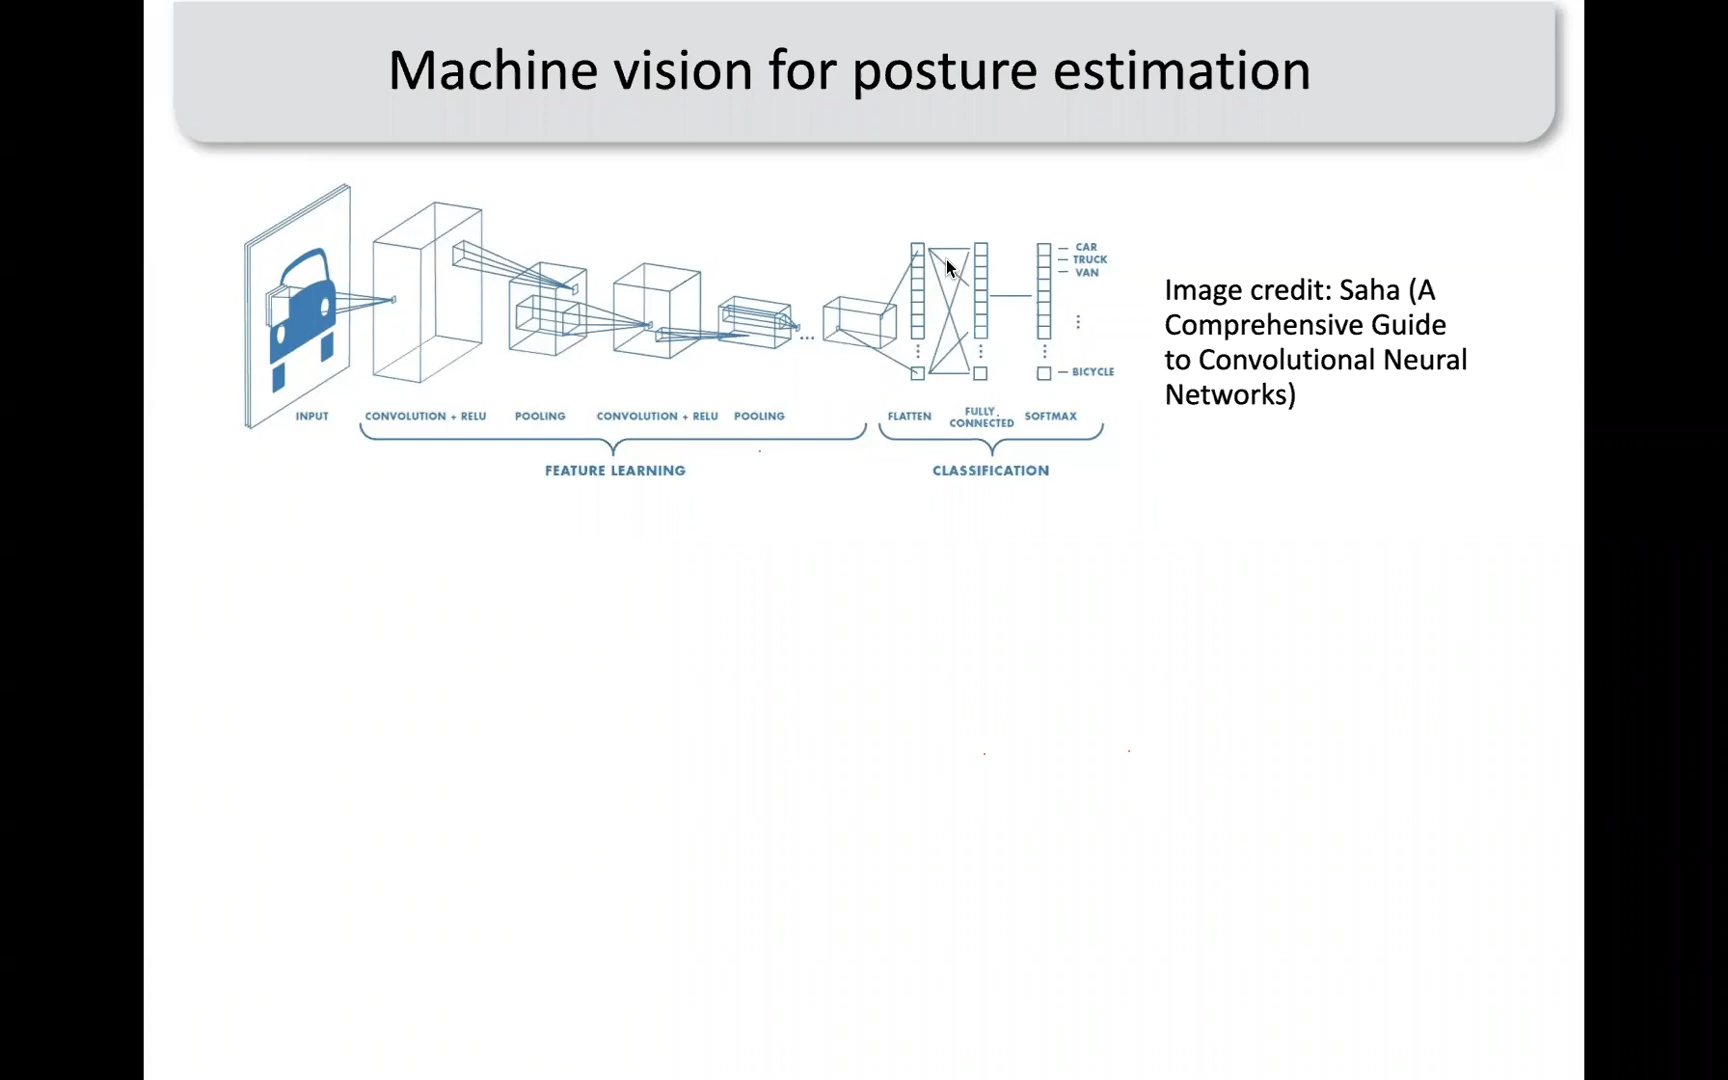 Machine vision for posture estimation
CAR
TRUCK
VAN
BICYCLE
Image credit: Saha (A
Comprehensive Guide
to Convolutional Neural
Networks)
INPUT
CONVOLUTION + RELU
POOLING
CONVOLUTION + RELU
POOLING
FLATTEN
FULLY
CONNECTED
SOFTMAX
FEATURE LEARNING
CLASSIFICATION